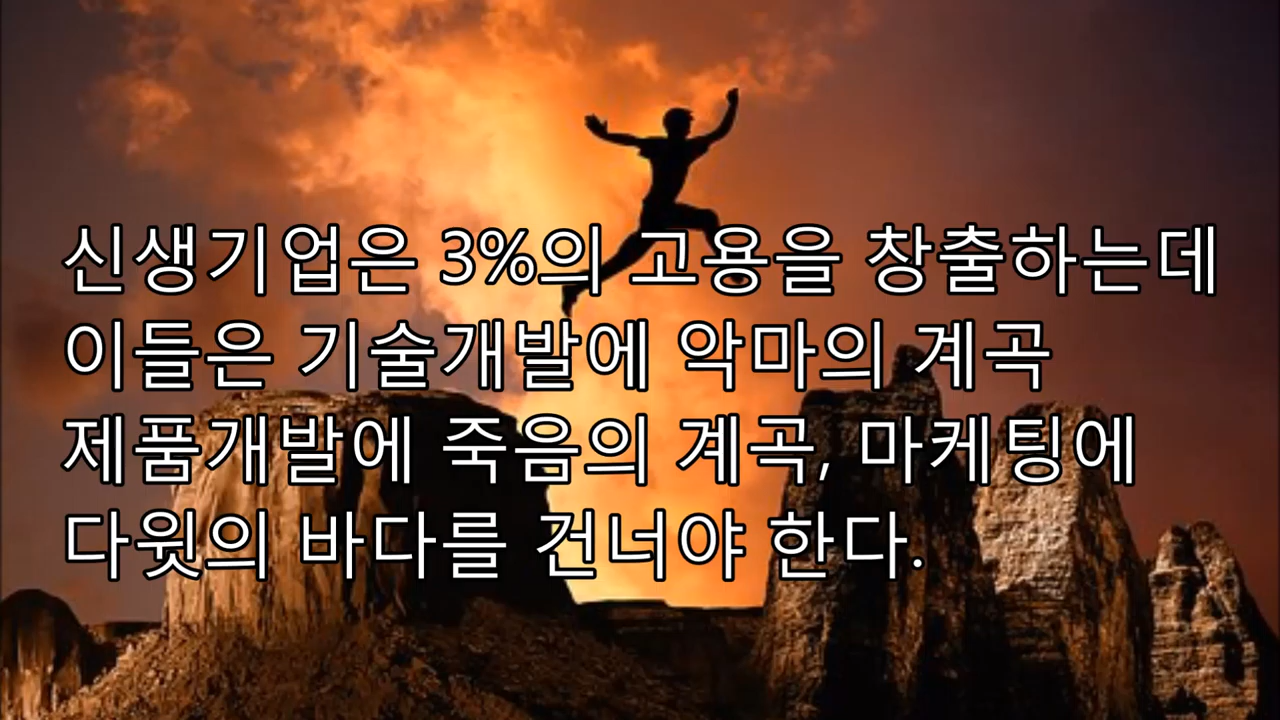 신생기업은 3%의 고용을 창출하는데
이들은 기술개발에 악마의 계곡
제품개발에 죽음의 계곡, 마케팅에
다윗의 바다를 건너야 한다.